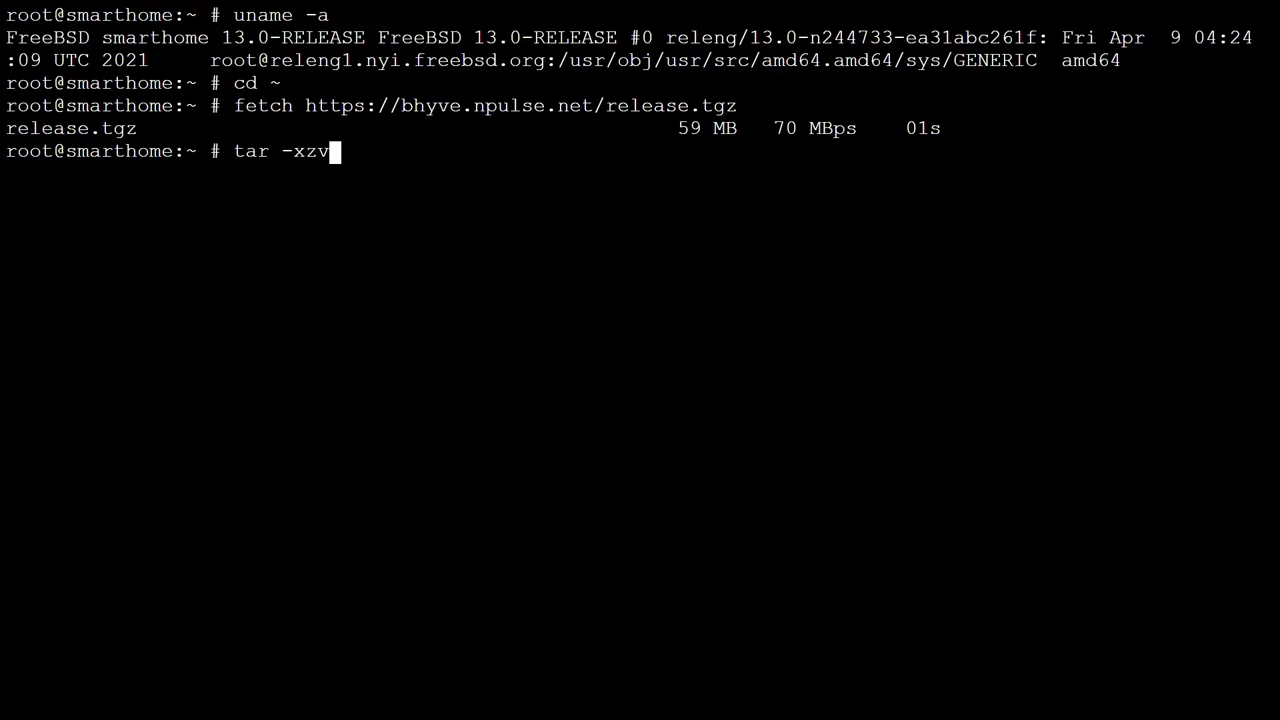 root@smarthome:~ # uname -a
FreeBSD smarthome 13.0-RELEASE FreeBSD 13.0-RELEASE #0 releng/13.0-n244733-ea31abc261f: Fri Apr  9 04:24
:09 UTC 2021     root@releng1.nyi.freebsd.org:/usr/obj/usr/src/amd64.amd64/sys/GENERIC  amd64
root@smarthome:~ # cd ~
root@smarthome:~ # fetch https://bhyve.npulse.net/release.tgz
release.tgz                                             59 MB   70 MBps    01s
root@smarthome:~ # tar -xzv